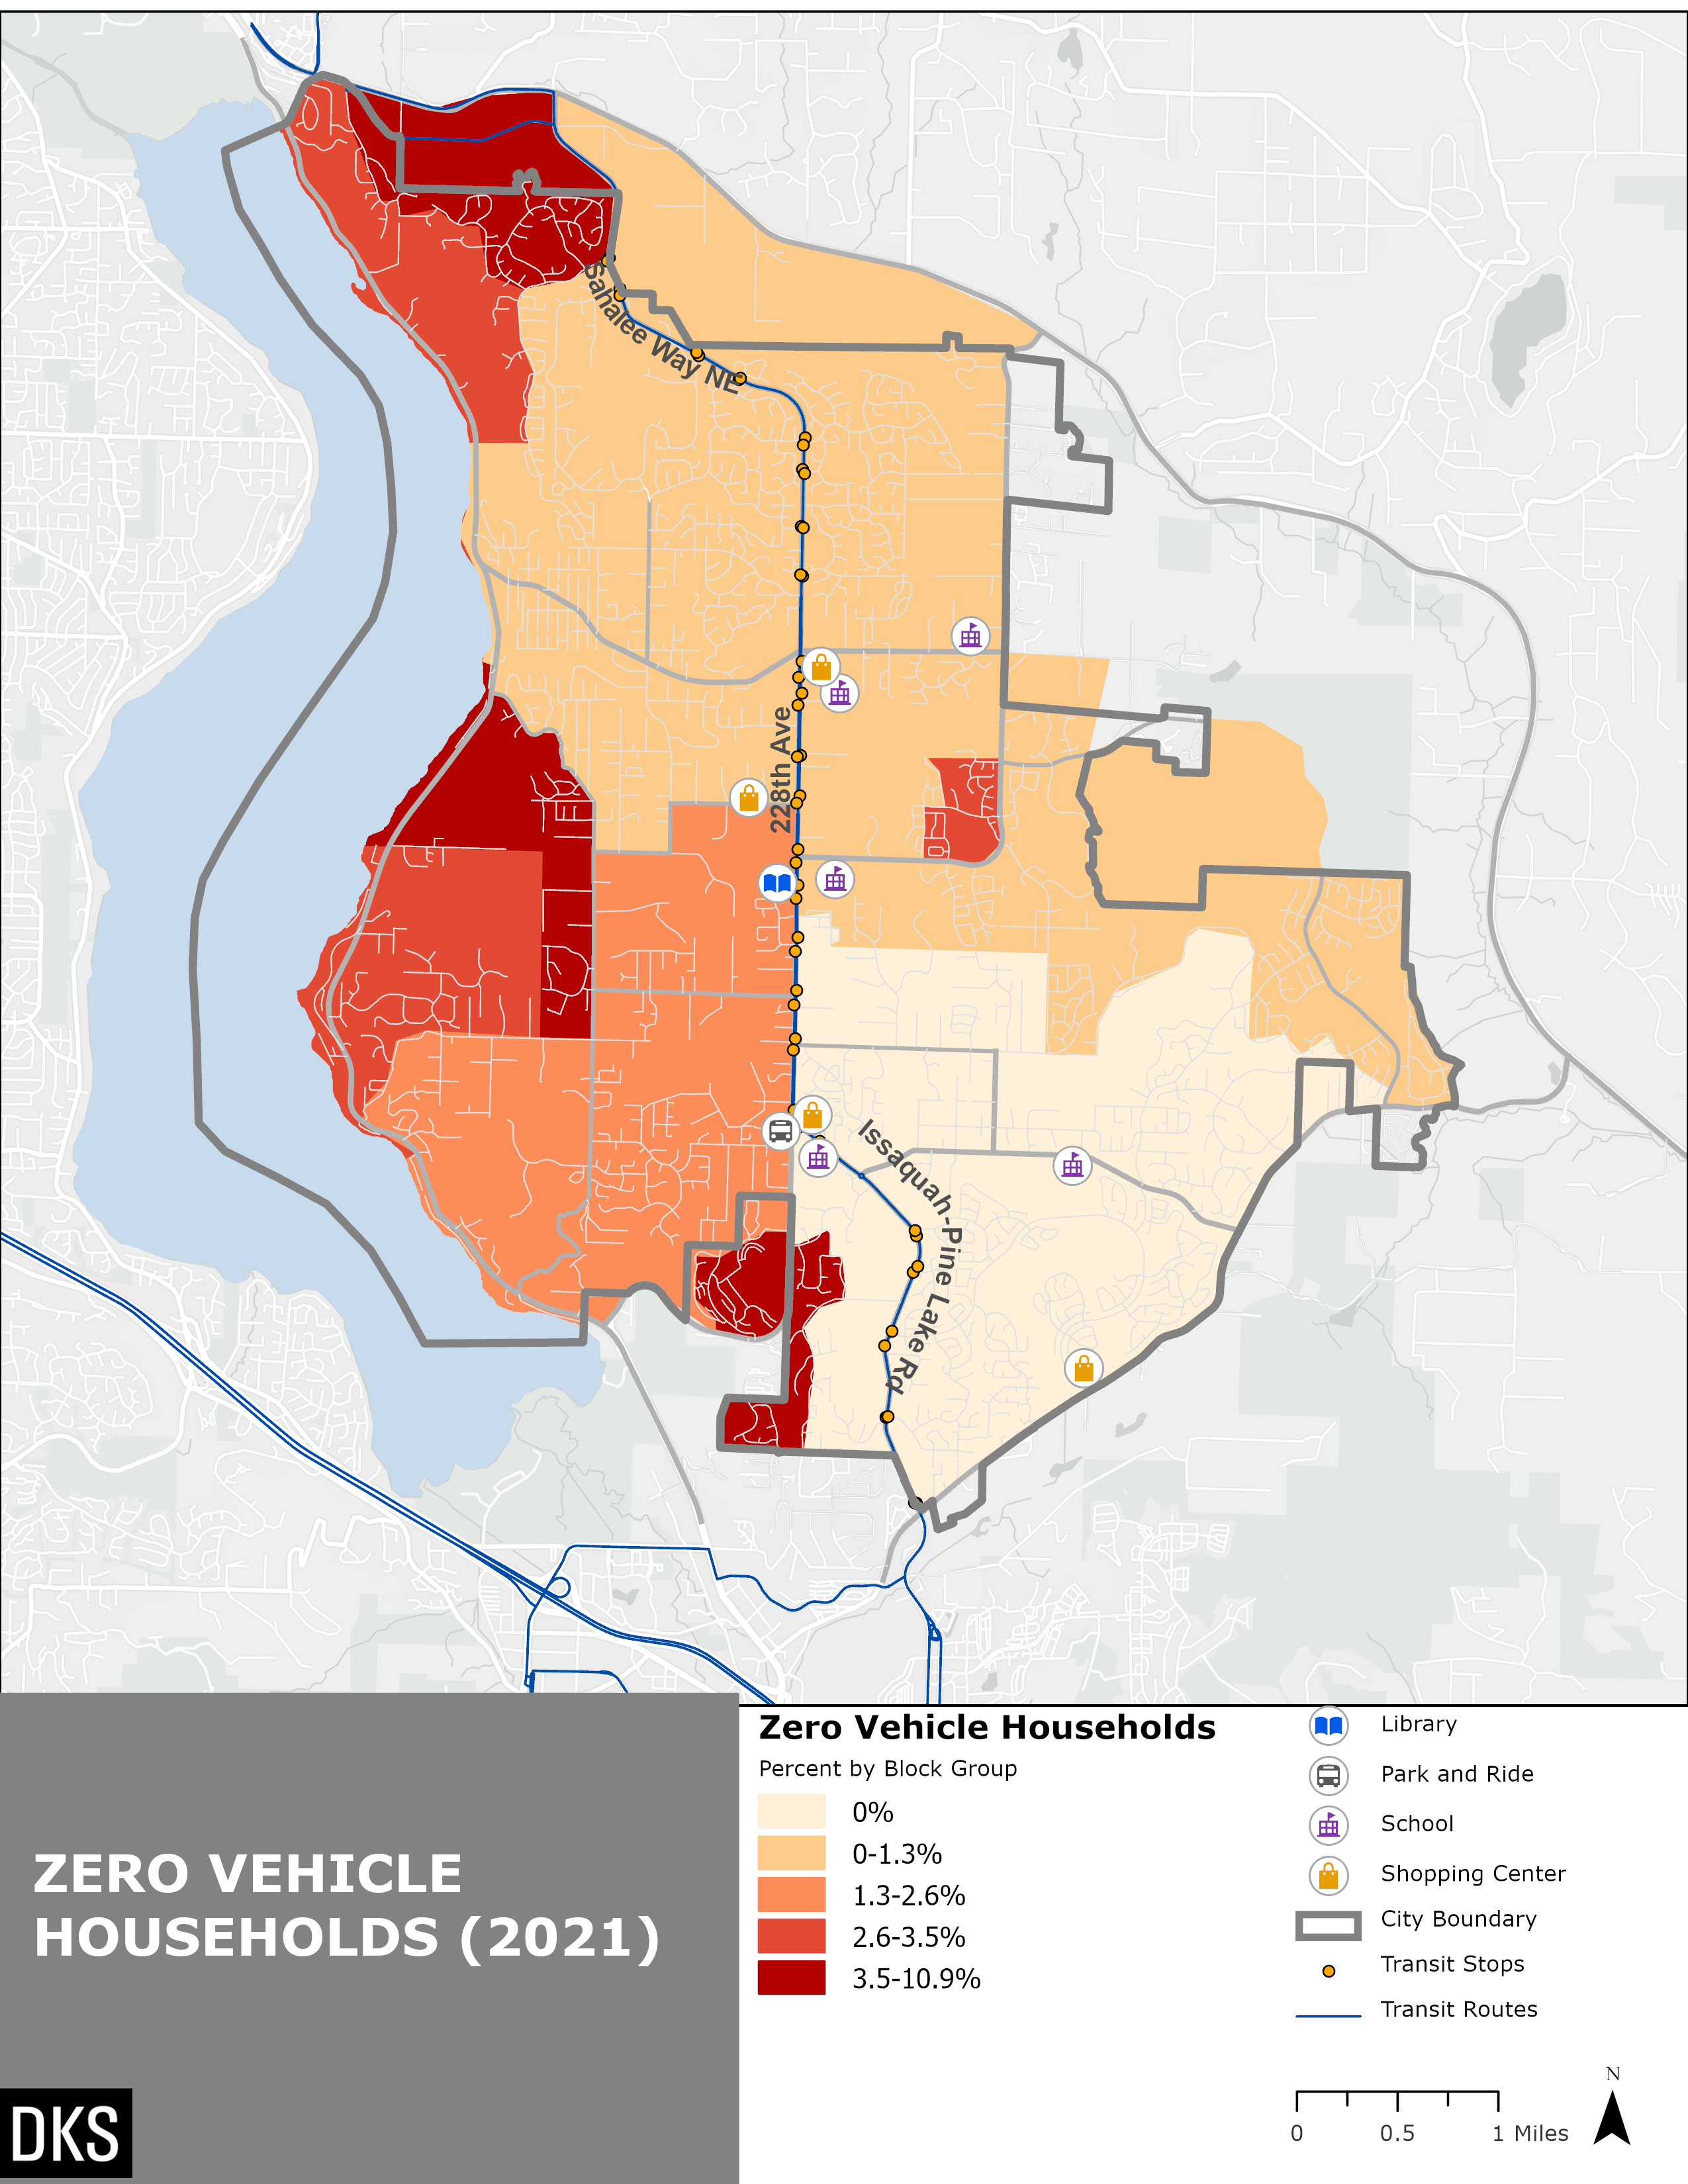 Sahalee Way NE
228th Ave
Issaquah-Pine Lake Rd
ZERO VEHICLE
HOUSEHOLDS (2021)
DKS
Zero Vehicle Households
Percent by Block Group
0%
0-1.3%
1.3-2.6%
2.6-3.5%
3.5-10.9%
Library
Park and Ride
School
Shopping Center
City Boundary
Transit Stops
Transit Routes
N
0 0.5 1 Miles